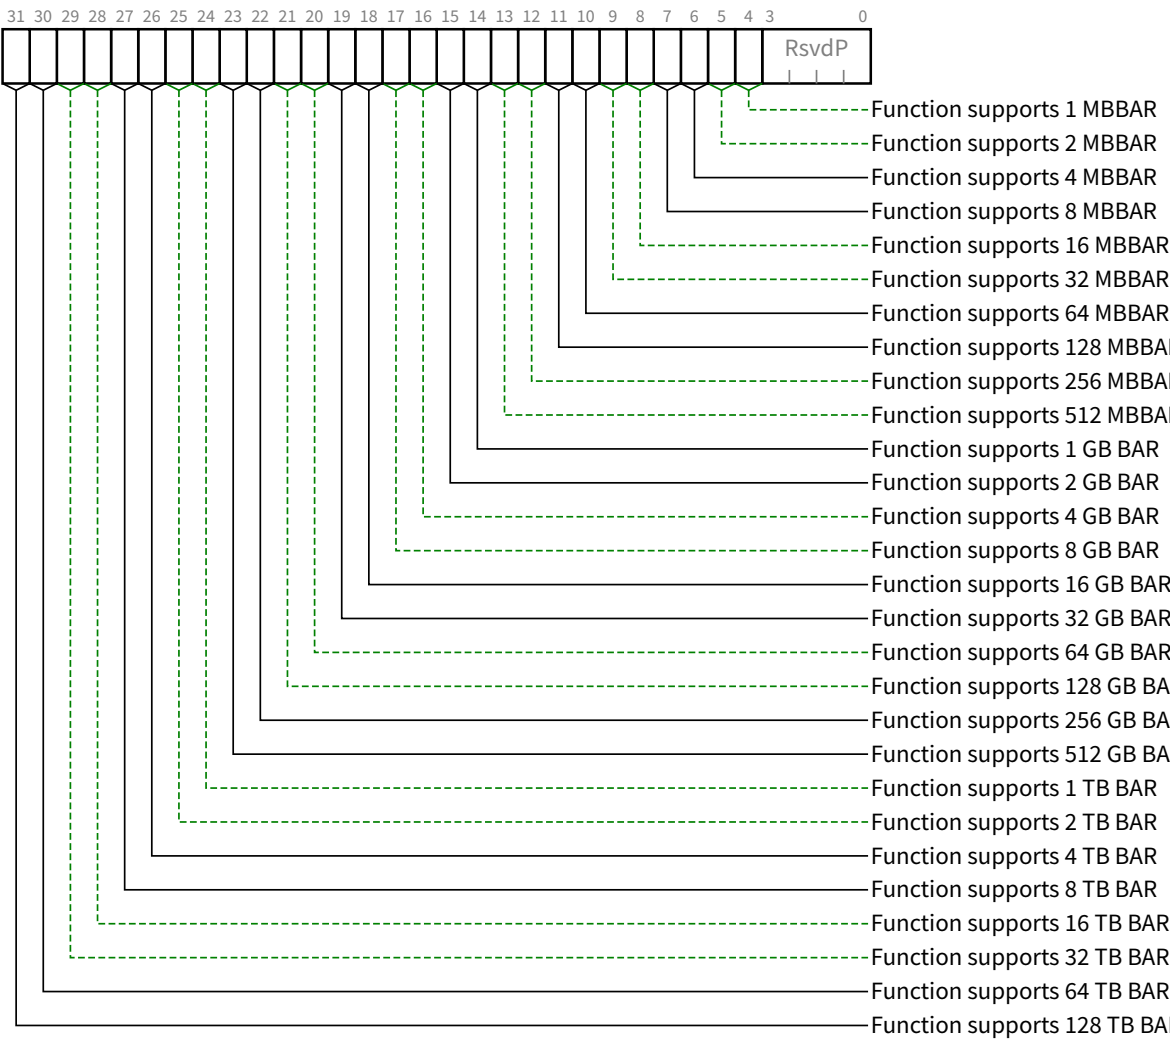 31 30 29 28 27 26 25 24 23 22 21 20 19 18 17 16 15 14 13 12 11 10 9 8 7 6 5 4 3 0
RsvdP
Function supports 1 MBBAR
Function supports 2 MBBAR
Function supports 4 MBBAR
Function supports 8 MBBAR
Function supports 16 MBBAR
Function supports 32 MBBAR
Function supports 64 MBBAR
Function supports 128 MBBA
Function supports 256 MBBA
Function supports 512 MBBA
Function supports 1 GB BAR
Function supports 2 GB BAR
Function supports 4 GB BAR
Function supports 8 GB BAR
Function supports 16 GB BAR
Function supports 32 GB BAR
Function supports 64 GB BAR
Function supports 128 GB BA
Function supports 256 GB BA
Function supports 512 GB BA
Function supports 1 TB BAR
Function supports 2 TB BAR
Function supports 4 TB BAR
Function supports 8 TB BAR
Function supports 16 TB BAR
Function supports 32 TB BAR
Function supports 64 TB BAR
Function supports 128 TB BA